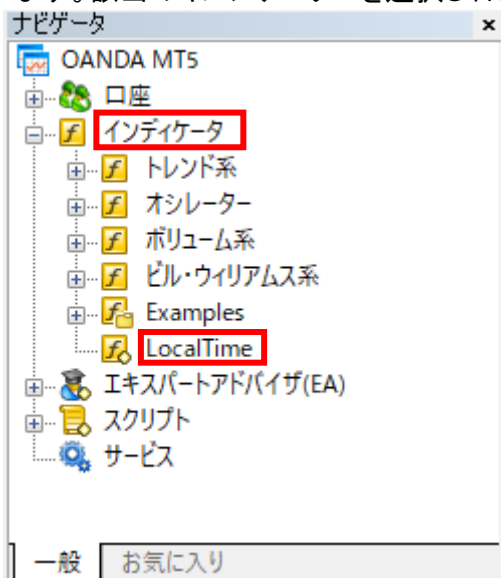 ナビゲータ ×
OANDA MT5
口座
インディケータ
トレンド系
オシレーター
ボリューム系
ビル・ウィリアムス系
Examples
LocalTime
エキスパートアドバイザ(EA)
スクリプト
サービス
一般 お気に入り